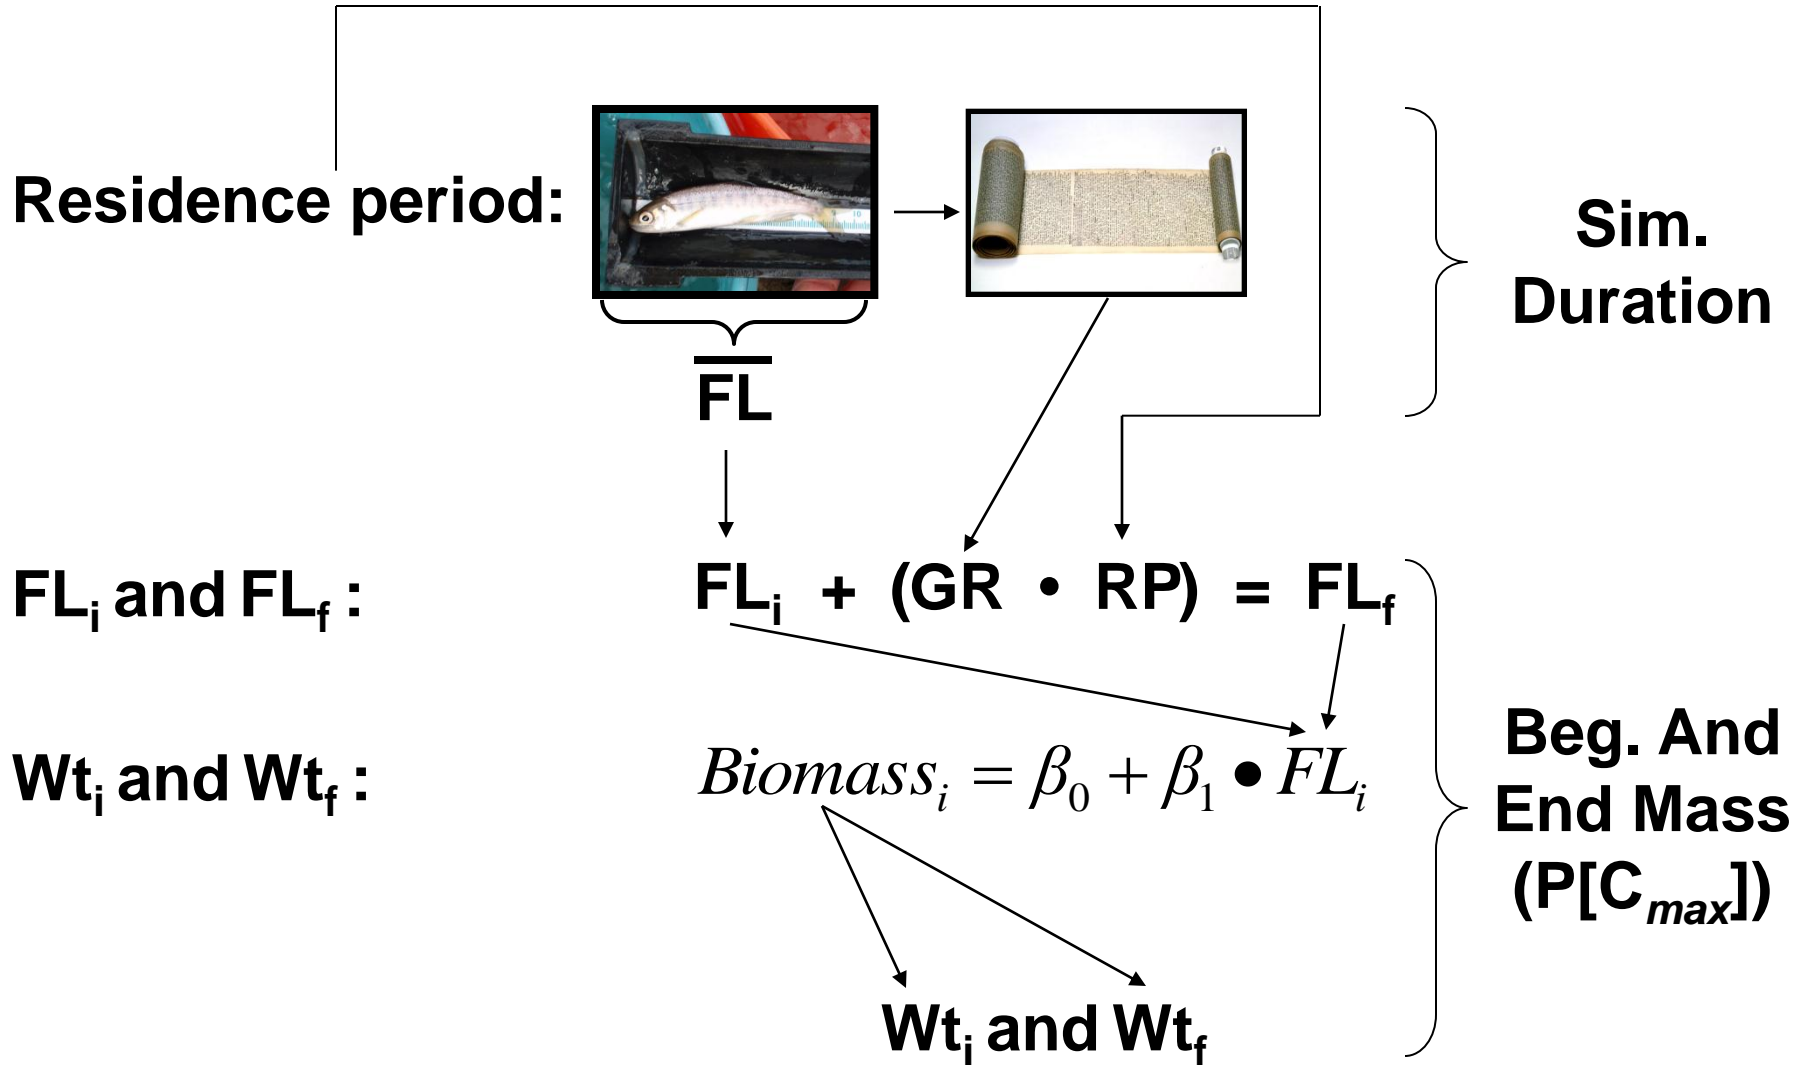 Residence period:
Sim.
Duration
10
FL
FLi and FLf :
FLi + (GR • RP) = FLf
Wti and Wtf :
Biomassi = β0 + β1 • FLi
Beg. And
End Mass
(P[Cmax])
Wti and Wtf